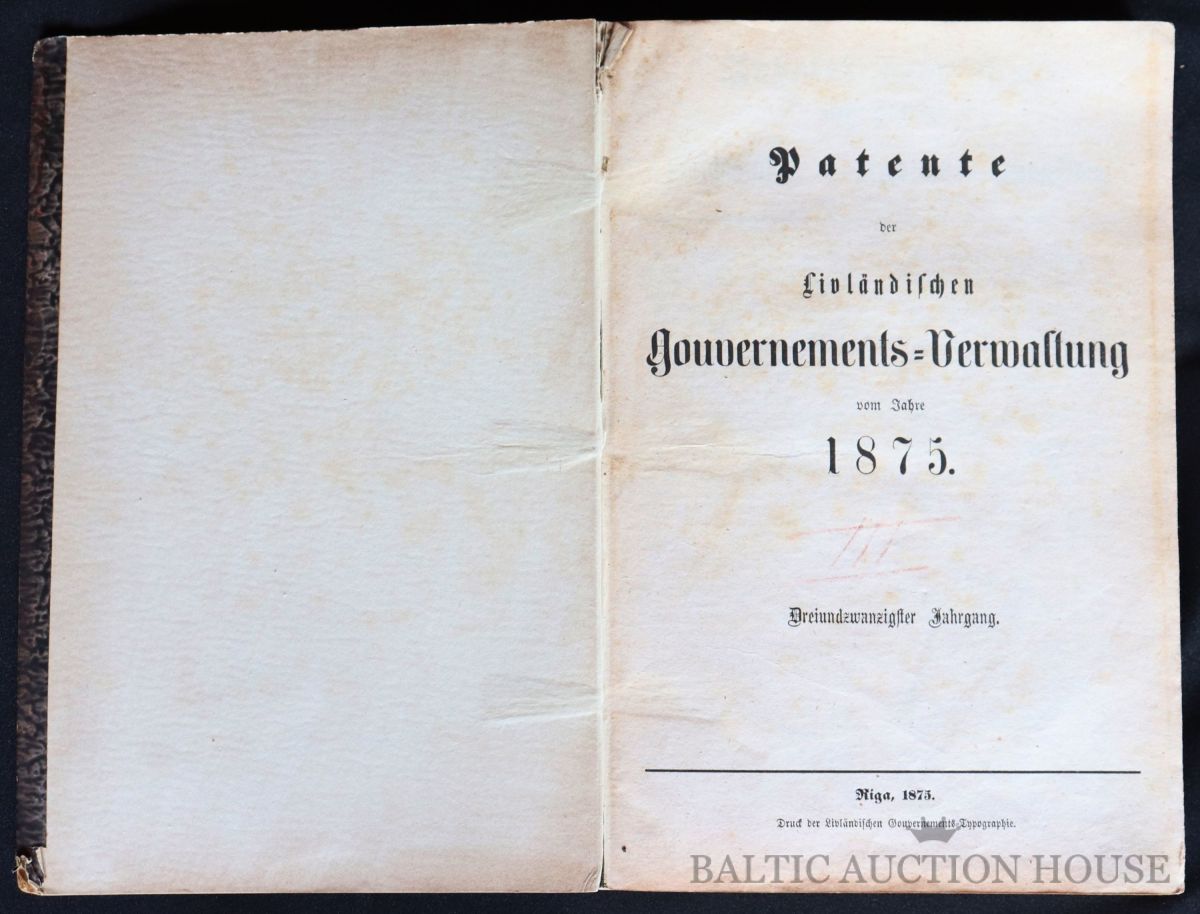 Patente
der
Livländischen
Gouvernements-Verwaltung
vom Jahre
1875.
III
Dreiundzwanzigster Jahrgang.
Riga, 1875.
Druck der Livländischen Gouvernements-Typographie.
BALTIC AUCTION HOUSE